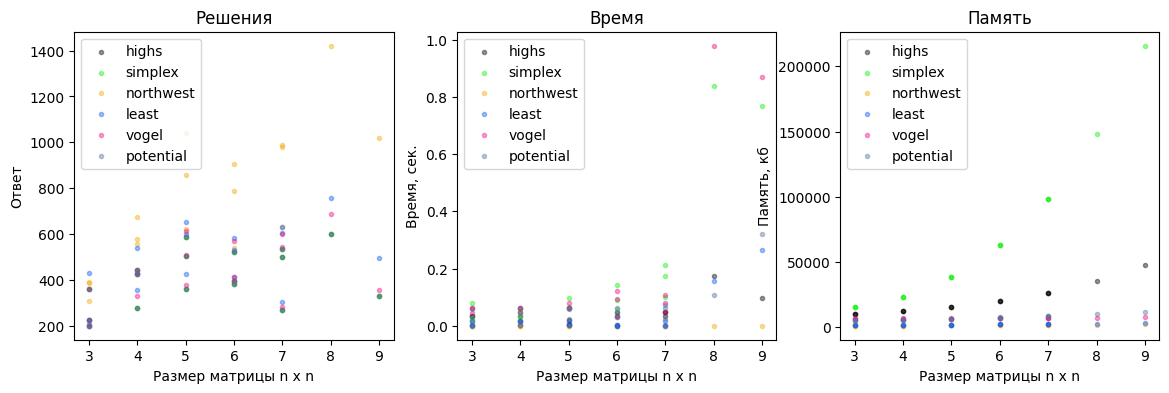 Решения
1400
1200
1000
800
600
400
200
Ответ
highs
simplex
northwest
least
vogel
potential
3 4 5 6 7 8 9
Размер матрицы n x n
Время
1.0
0.8
0.6
0.4
0.2
0.0
Время, сек.
highs
simplex
northwest
least
vogel
potential
3 4 5 6 7 8 9
Размер матрицы n x n
Память
200000
150000
100000
50000
0
Память, кб
highs
simplex
northwest
least
vogel
potential
3 4 5 6 7 8 9
Размер матрицы n x n